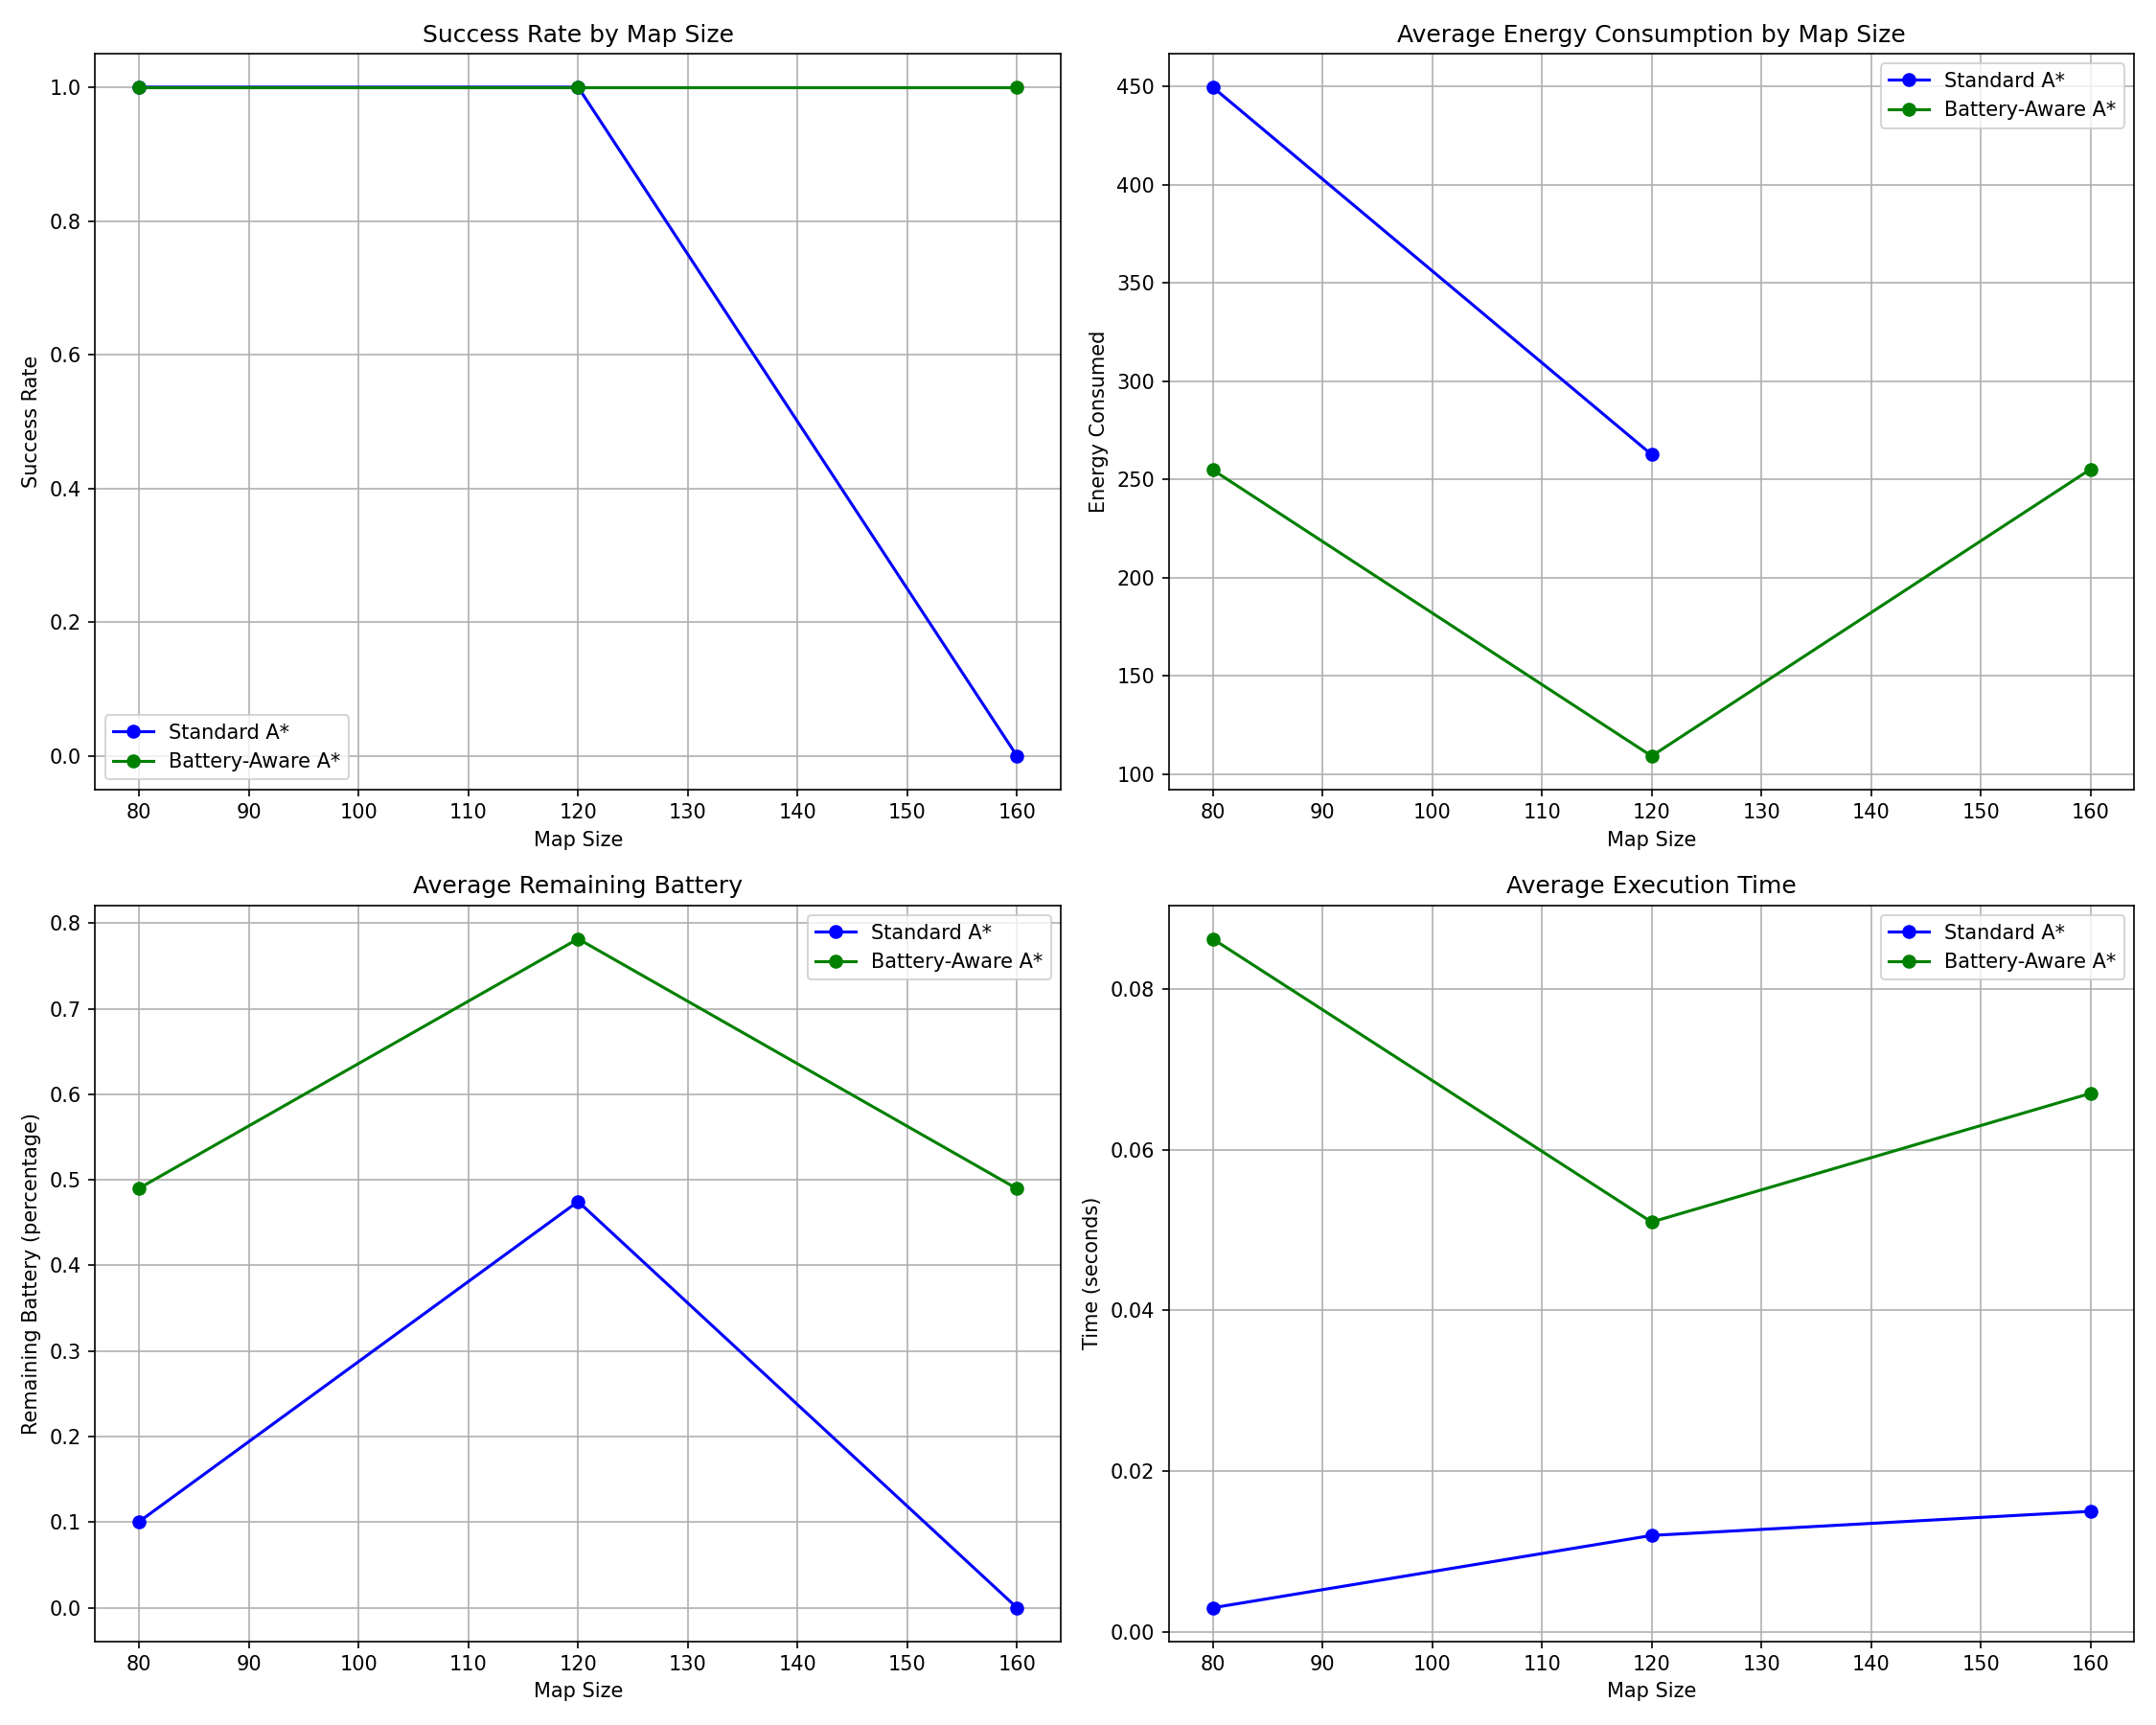 Success Rate by Map Size
Success Rate
1.0
0.8
0.6
0.4
0.2
0.0
Standard A*
Battery-Aware A*
80 90 100 110 120 130 140 150 160
Map Size
Average Energy Consumption by Map Size
Energy Consumed
450
400
350
300
250
200
150
100
Standard A*
Battery-Aware A*
80 90 100 110 120 130 140 150 160
Map Size
Average Remaining Battery
Remaining Battery (percentage)
0.8
0.7
0.6
0.5
0.4
0.3
0.2
0.1
0.0
Standard A*
Battery-Aware A*
80 90 100 110 120 130 140 150 160
Map Size
Average Execution Time
Time (seconds)
0.08
0.06
0.04
0.02
0.00
Standard A*
Battery-Aware A*
80 90 100 110 120 130 140 150 160
Map Size